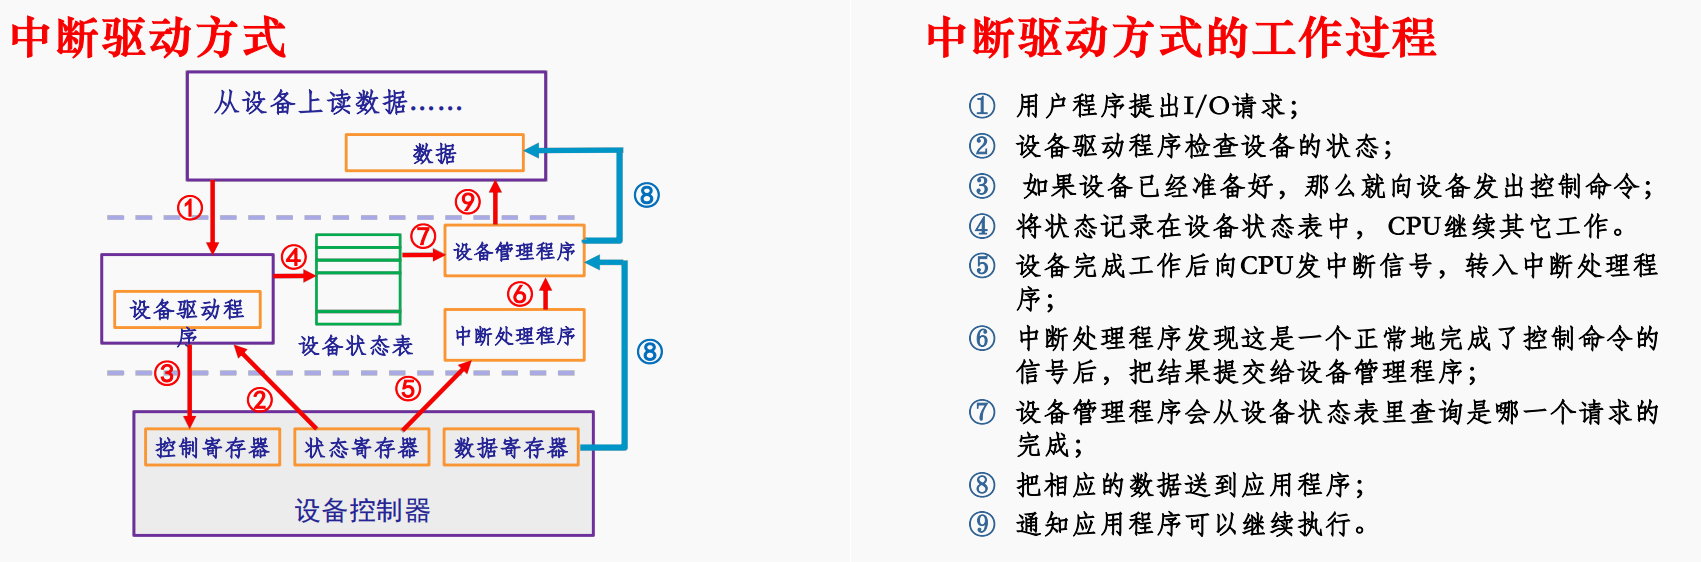 中断驱动方式
从设备上读数据……
数据
⑧
⑨
①
⑦
设备管理程序
④
⑥
设备驱动程
序
中断处理程序
设备状态表
⑧
③
⑤
②
控制寄存器
状态寄存器
数据寄存器
设备控制器
中断驱动方式的工作过程
① 用户程序提出I/O请求；
② 设备驱动程序检查设备的状态；
③ 如果设备已经准备好，那么就向设备发出控制命令；
④ 将状态记录在设备状态表中， CPU继续其它工作。
⑤ 设备完成工作后向CPU发中断信号，转入中断处理程
序；
⑥ 中断处理程序发现这是一个正常地完成了控制命令的
信号后，把结果提交给设备管理程序；
⑦ 设备管理程序会从设备状态表里查询是哪一个请求的
完成；
⑧ 把相应的数据送到应用程序；
⑨ 通知应用程序可以继续执行。